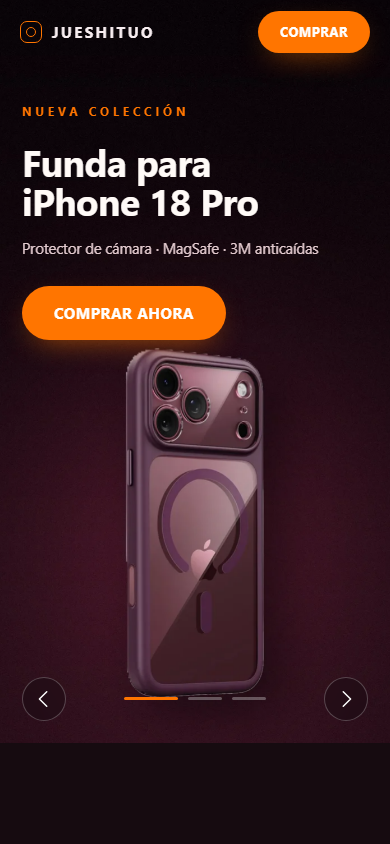 JUESHITUO
COMPRAR
NUEVA COLECCIÓN
Funda para
iPhone 18 Pro
Protector de cámara · MagSafe · 3M anticaídas
COMPRAR AHORA